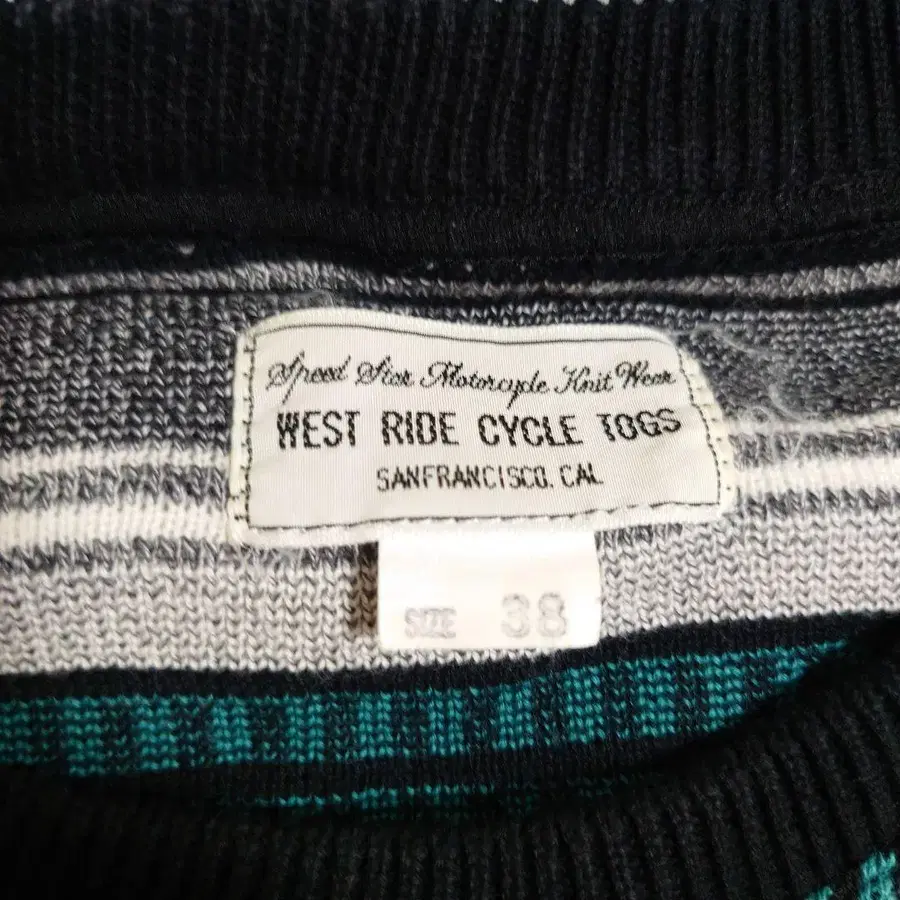 Speed Star Motorcycle Knit Wear
WEST RIDE CYCLE TOGS
SANFRANCISCO. CAL
SIZE 38